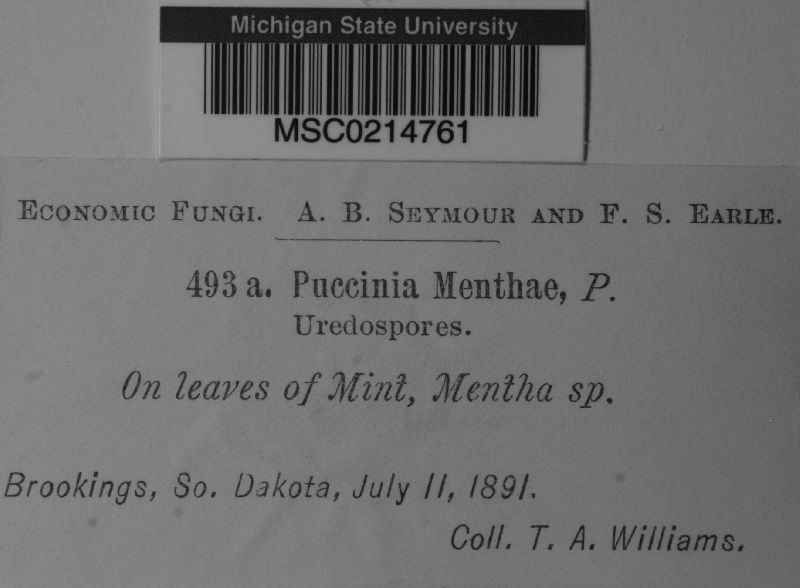 Michigan State University
MSC0214761
Economic Fungi. A. B. Seymour and F. S. Earle.
493 a. Puccinia Menthae, P.
Uredospores.
On leaves of Mint, Mentha sp.
Brookings, So. Dakota, July 11, 1891.
Coll. T. A. Williams.